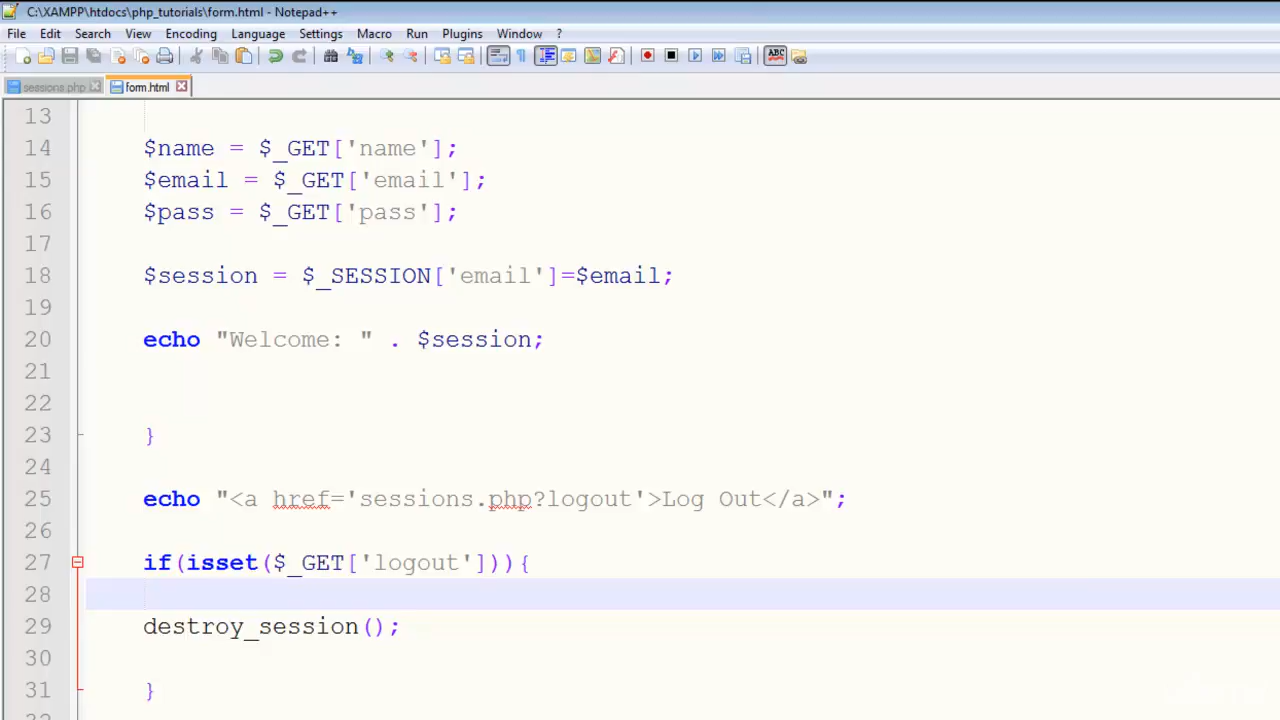 C:\XAMPP\htdocs\php_tutorials\form.html - Notepad++
File Edit Search View Encoding Language Settings Macro Run Plugins Window ?
sessions.php form.html
13
14 $name = $_GET['name'];
15 $email = $_GET['email'];
16 $pass = $_GET['pass'];
17
18 $session = $_SESSION['email']=$email;
19
20 echo "Welcome: " . $session;
21
22
23 }
24
25 echo "<a href='sessions.php?logout'>Log Out</a>";
26
27 if(isset($_GET['logout'])){
28
29 destroy_session();
30
31 }
32